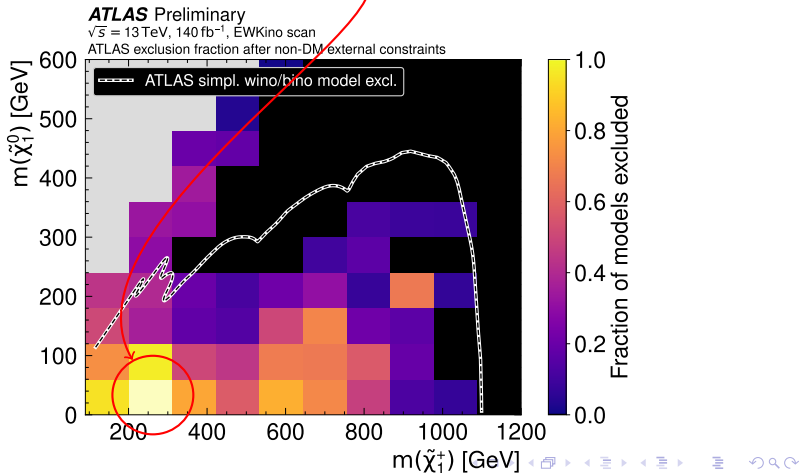 ATLAS Preliminary
√s = 13 TeV, 140 fb⁻¹, EWKino scan
ATLAS exclusion fraction after non-DM external constraints
ATLAS simpl. wino/bino model excl.
m(χ̃₁⁰) [GeV]
600
500
400
300
200
100
0
200
400
600
800
1000
1200
m(χ̃₁⁺) [GeV]
1.0
0.8
0.6
0.4
0.2
0.0
Fraction of models excluded